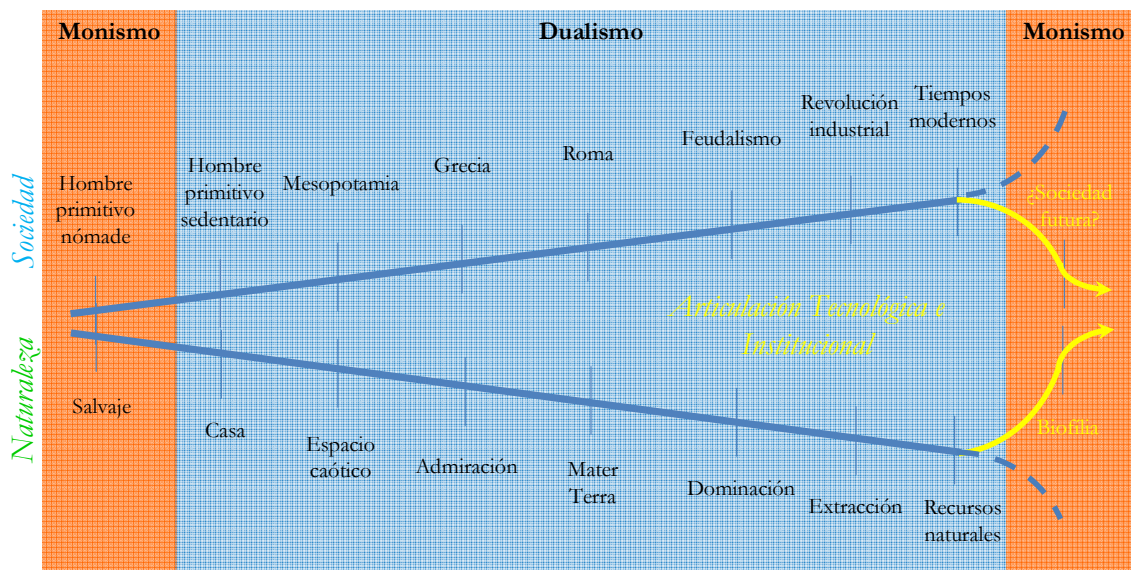 Monismo
Dualismo
Monismo
Tiempos
modernos
Revolución
industrial
Feudalismo
Roma
Grecia
Hombre
primitivo
sedentario
Mesopotamia
Hombre
primitivo
nómade
Sociedad
¿Sociedad
futura?
Articulación Tecnológica e
Institucional
Naturaleza
Salvaje
Casa
Espacio
caótico
Admiración
Mater
Terra
Dominación
Extracción
Recursos
naturales
Biofilia